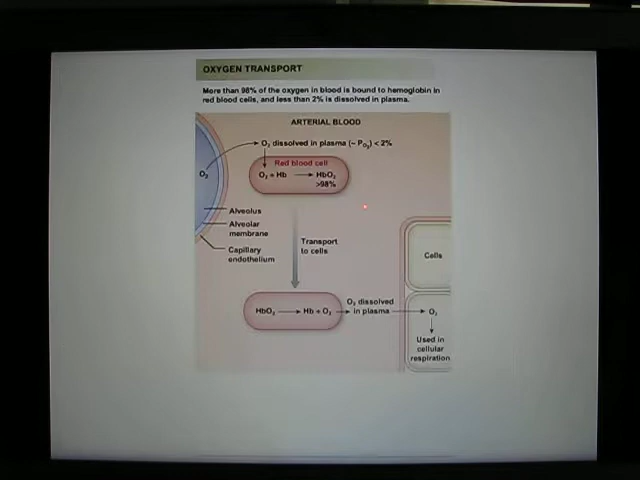 OXYGEN TRANSPORT
More than 98% of the oxygen in blood is bound to hemoglobin in
red blood cells, and less than 2% is dissolved in plasma.
ARTERIAL BLOOD
O₂ dissolved in plasma (~ PO₂) < 2%
Red blood cell
O₂
O₂ + Hb → HbO₂
>98%
Alveolus
Alveolar
membrane
Capillary
endothelium
Transport
to cells
Cells
HbO₂ → Hb + O₂
O₂ dissolved
in plasma
O₂
Used in
cellular
respiration